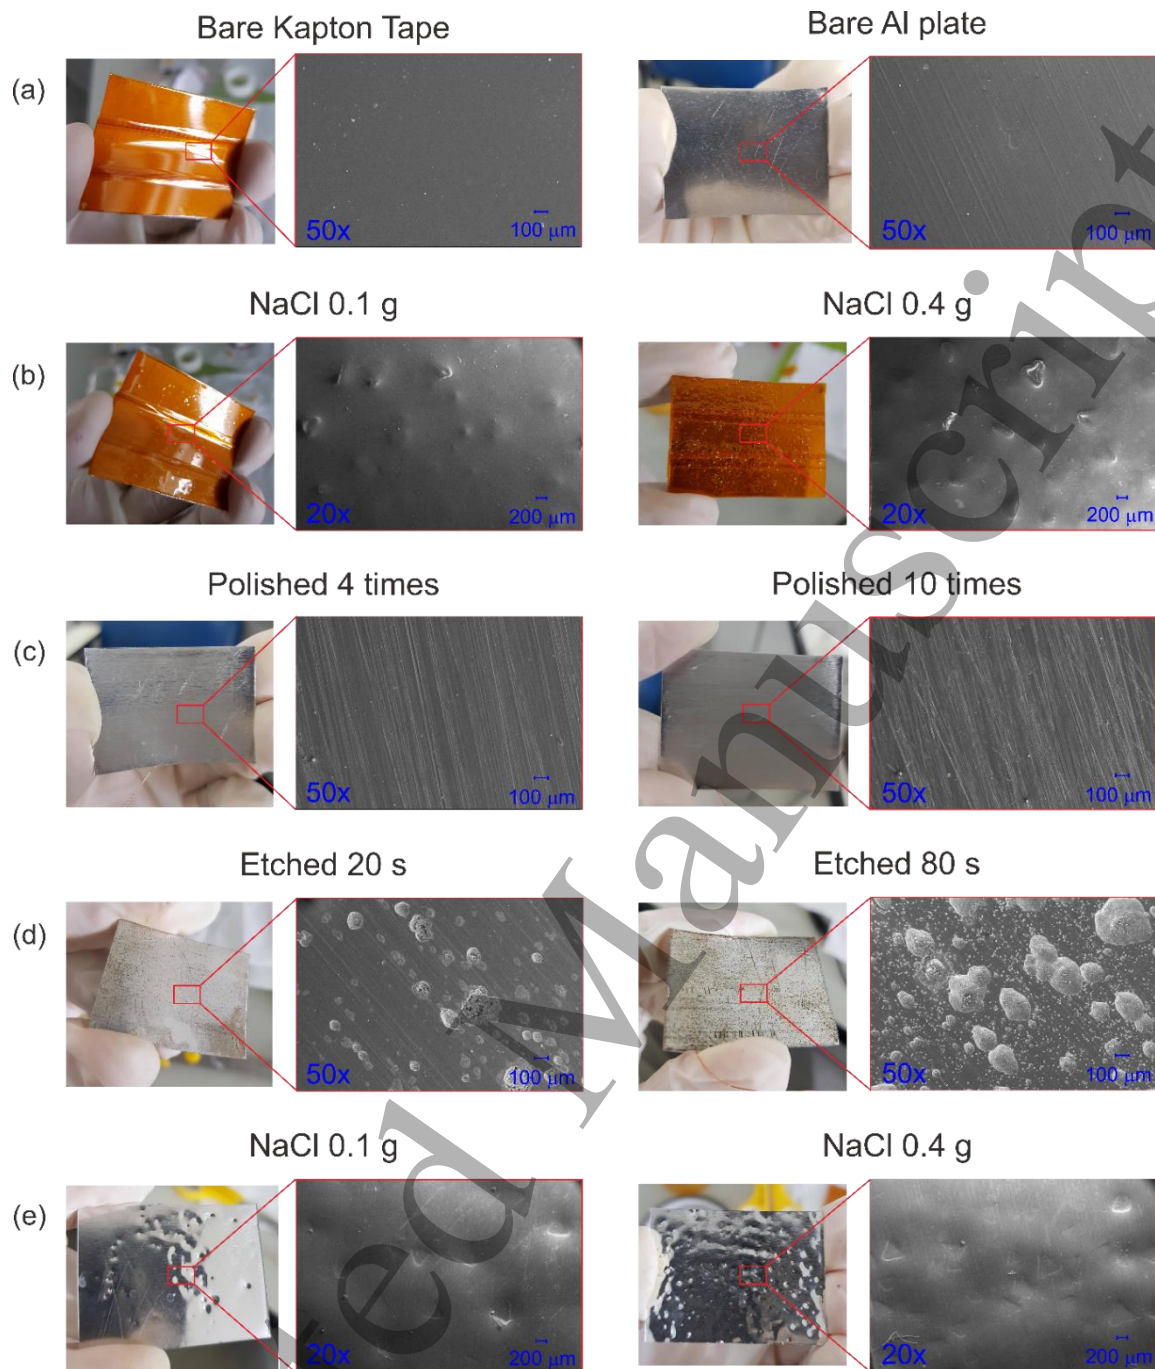 Bare Kapton Tape
Bare Al plate
(a)
50x
100 μm
50x
100 μm
NaCl 0.1 g
NaCl 0.4 g
(b)
20x
200 μm
20x
200 μm
Polished 4 times
Polished 10 times
(c)
50x
100 μm
50x
100 μm
Etched 20 s
Etched 80 s
(d)
50x
100 μm
50x
100 μm
NaCl 0.1 g
NaCl 0.4 g
(e)
20x
200 μm
20x
200 μm
ted Manuscript